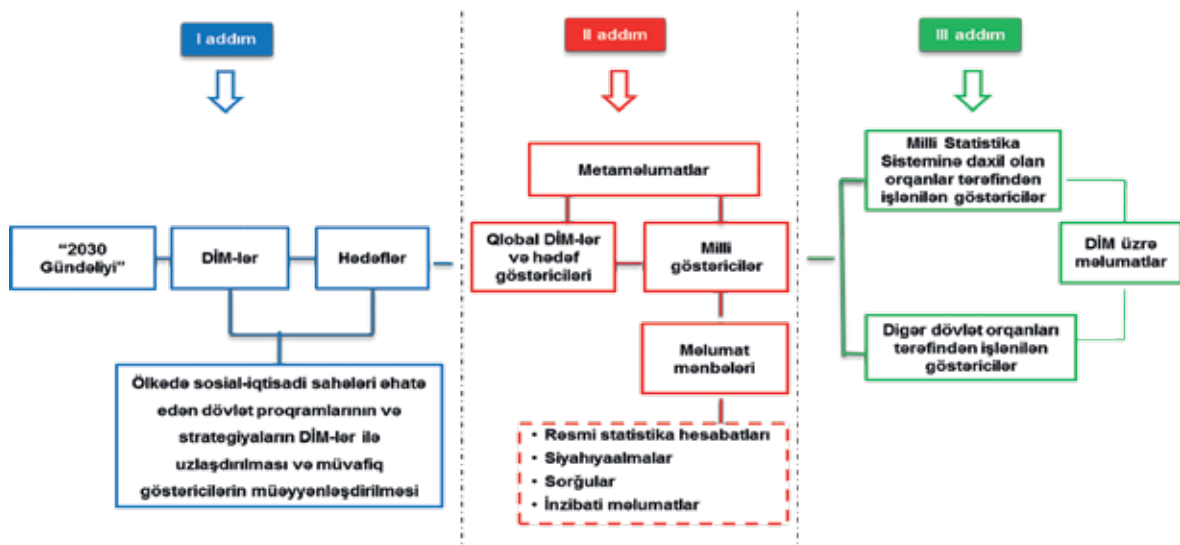 I addım
"2030
Gündəliyi"
DİM-lər
Hədəflər
Ölkədə sosial-iqtisadi sahələri əhatə
edən dövlət proqramlarının və
strategiyaların DİM-lər ilə
uzlaşdırılması və müvafiq
göstəricilərin müəyyənləşdirilməsi
II addım
Metaməlumatlar
Qlobal DİM-lər
və hədəf
göstəriciləri
Milli
göstəricilər
Məlumat
mənbələri
• Rəsmi statistika hesabatları
• Siyahıyaalmalar
• Sorğular
• İnzibati məlumatlar
III addım
Milli Statistika
Sisteminə daxil olan
orqanlar tərəfindən
işlənilən göstəricilər
DİM üzrə
məlumatlar
Digər dövlət orqanları
tərəfindən işlənilən
göstəricilər